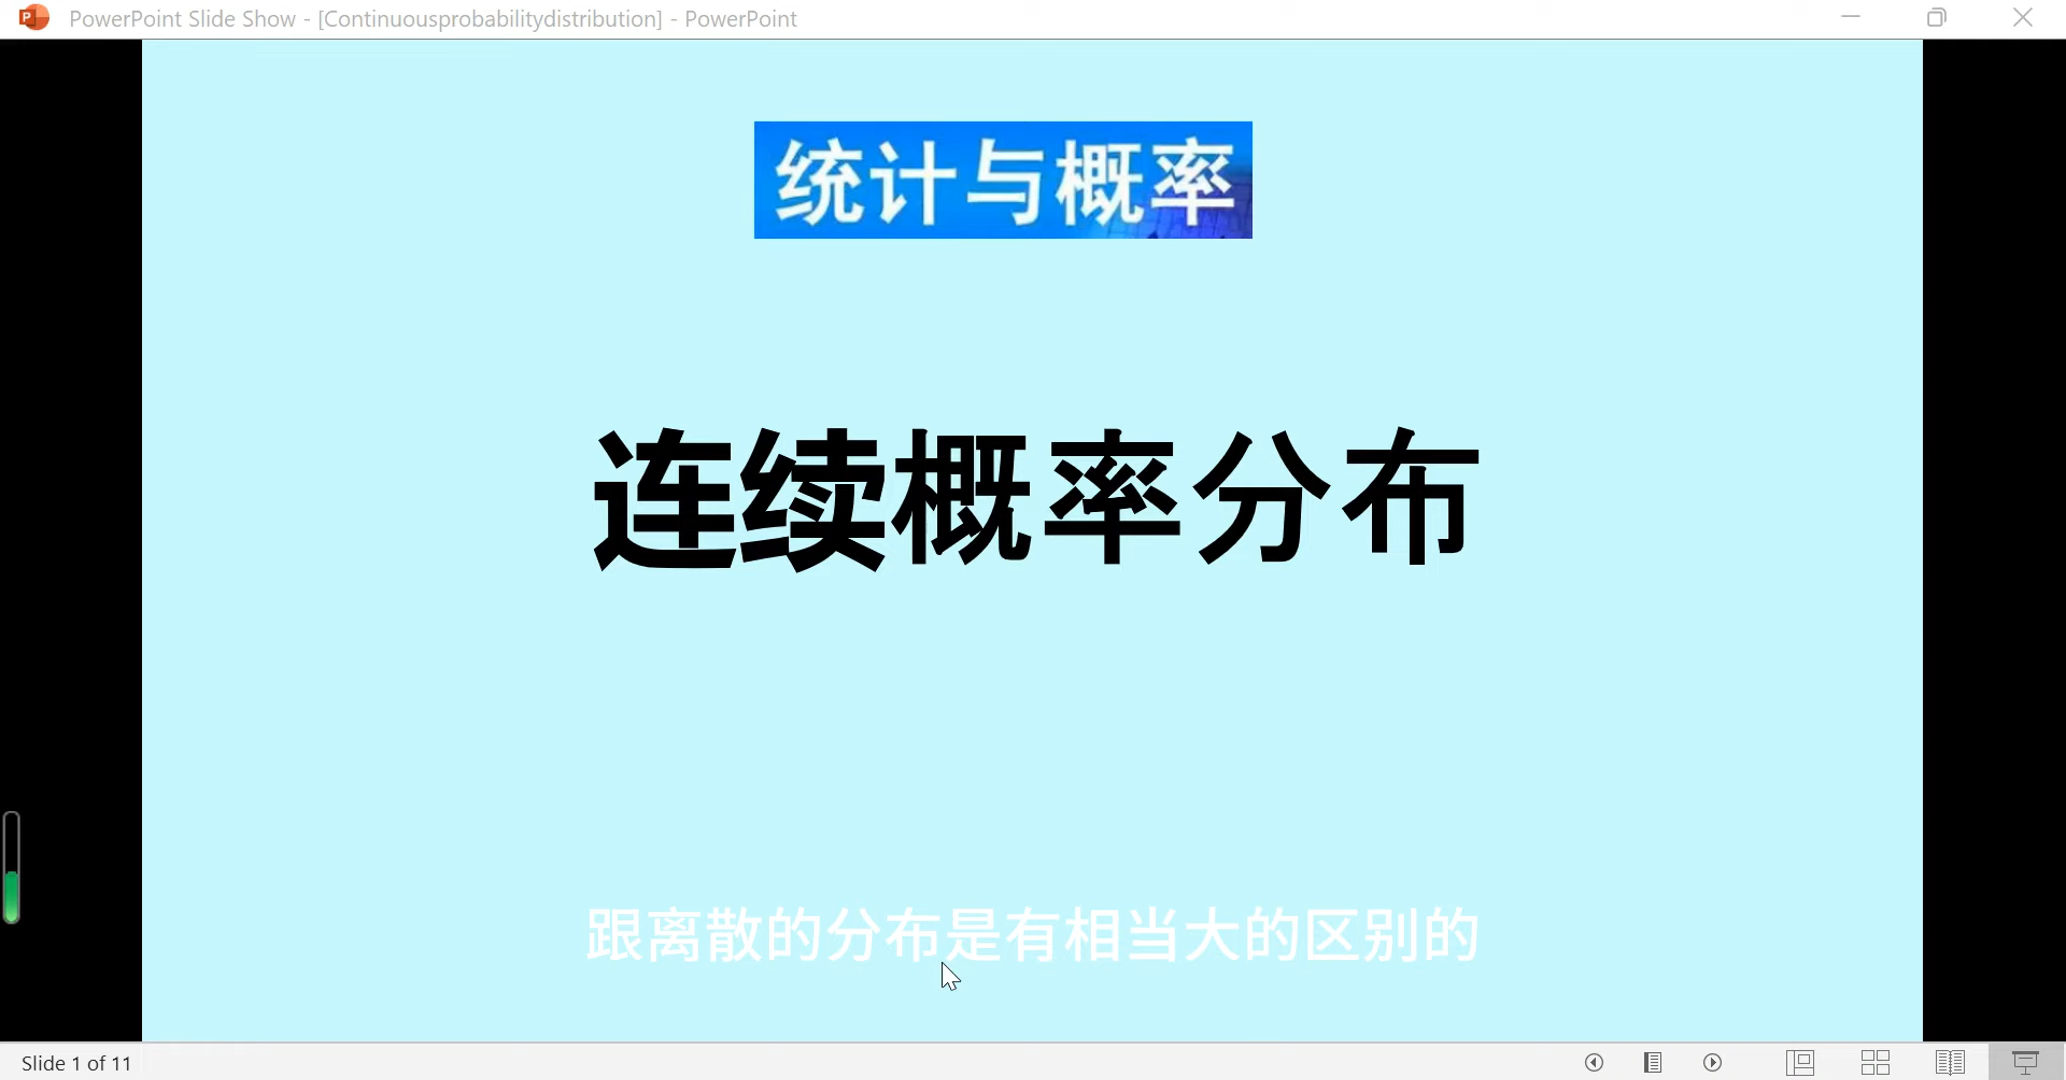 PowerPoint Slide Show - [Continuousprobabilitydistribution] - PowerPoint
统计与概率
连续概率分布
跟离散的分布是有相当大的区别的
Slide 1 of 11